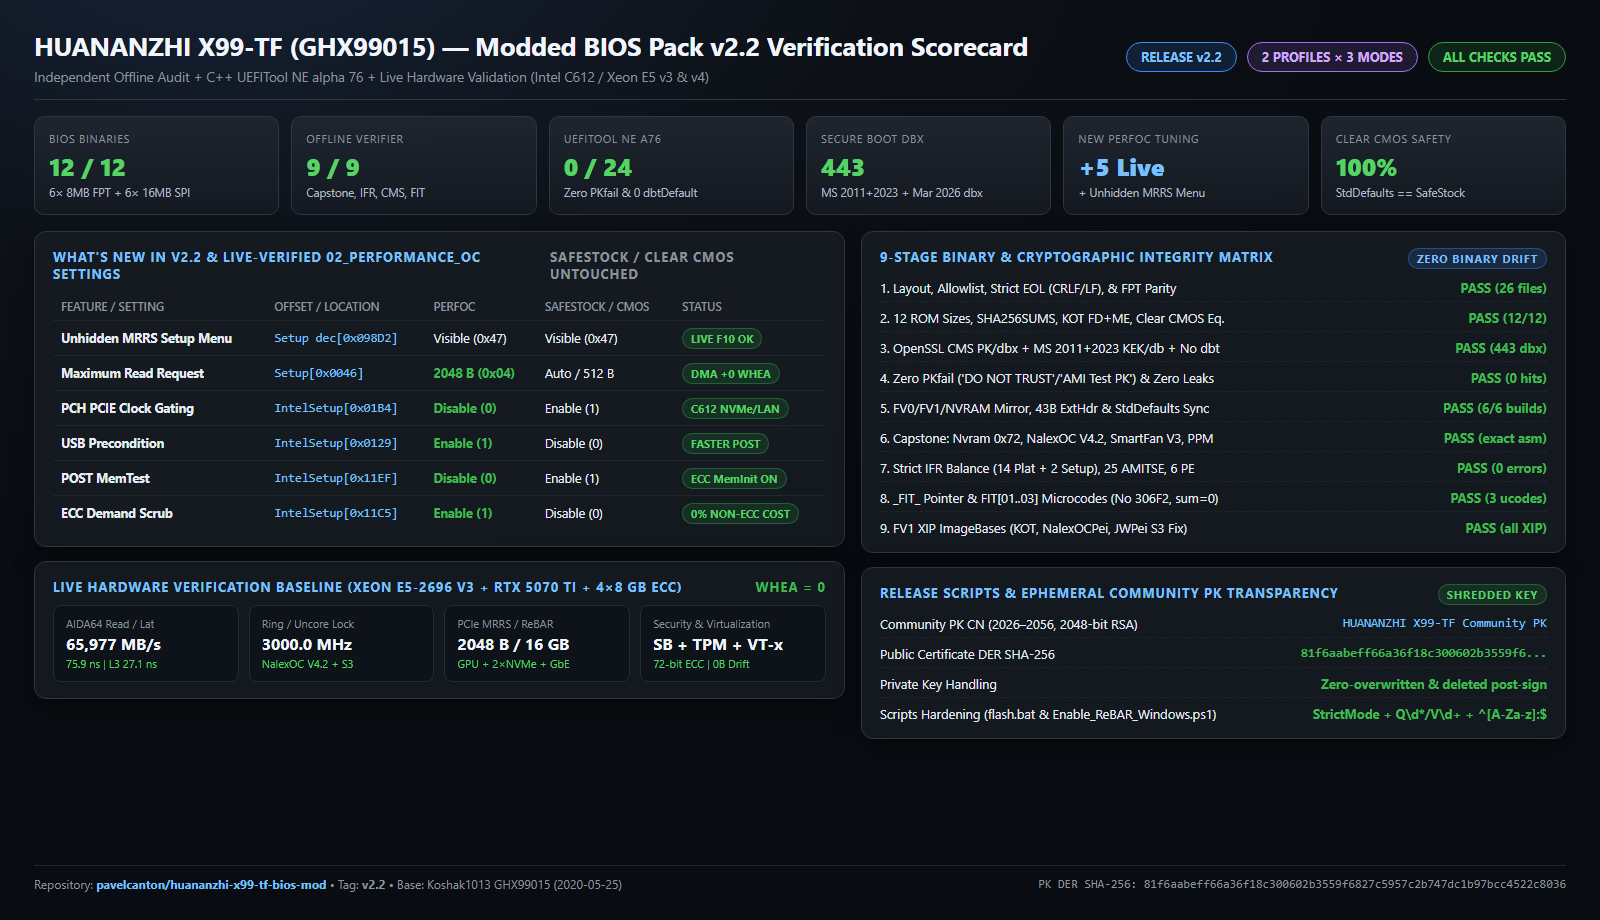 HUANANZHI X99-TF (GHX99015) — Modded BIOS Pack v2.2 Verification Scorecard
Independent Offline Audit + C++ UEFITool NE alpha 76 + Live Hardware Validation (Intel C612 / Xeon E5 v3 & v4)
RELEASE v2.2
2 PROFILES × 3 MODES
ALL CHECKS PASS
BIOS BINARIES
12 / 12
6× 8MB FPT + 6× 16MB SPI
OFFLINE VERIFIER
9 / 9
Capstone, IFR, CMS, FIT
UEFITOOL NE A76
0 / 24
Zero PKfail & 0 dbtDefault
SECURE BOOT DBX
443
MS 2011+2023 + Mar 2026 dbx
NEW PERFOC TUNING
+5 Live
+ Unhidden MRRS Menu
CLEAR CMOS SAFETY
100%
StdDefaults == SafeStock
WHAT'S NEW IN V2.2 & LIVE-VERIFIED 02_PERFORMANCE_OC SETTINGS
SAFESTOCK / CLEAR CMOS UNTOUCHED
FEATURE / SETTING OFFSET / LOCATION PERFOC SAFESTOCK / CMOS STATUS
Unhidden MRRS Setup Menu Setup dec[0x098D2] Visible (0x47) Visible (0x47) LIVE F10 OK
Maximum Read Request Setup[0x0046] 2048 B (0x04) Auto / 512 B DMA +0 WHEA
PCH PCIE Clock Gating IntelSetup[0x01B4] Disable (0) Enable (1) C612 NVMe/LAN
USB Precondition IntelSetup[0x0129] Enable (1) Disable (0) FASTER POST
POST MemTest IntelSetup[0x11EF] Disable (0) Enable (1) ECC MemInit ON
ECC Demand Scrub IntelSetup[0x11C5] Enable (1) Disable (0) 0% NON-ECC COST
LIVE HARDWARE VERIFICATION BASELINE (XEON E5-2696 V3 + RTX 5070 TI + 4×8 GB ECC) WHEA = 0
AIDA64 Read / Lat
65,977 MB/s
75.9 ns | L3 27.1 ns
Ring / Uncore Lock
3000.0 MHz
NalexOC V4.2 + S3
PCIe MRRS / ReBAR
2048 B / 16 GB
GPU + 2×NVMe + GbE
Security & Virtualization
SB + TPM + VT-x
72-bit ECC | 0B Drift
9-STAGE BINARY & CRYPTOGRAPHIC INTEGRITY MATRIX ZERO BINARY DRIFT
1. Layout, Allowlist, Strict EOL (CRLF/LF), & FPT Parity PASS (26 files)
2. 12 ROM Sizes, SHA256SUMS, KOT FD+ME, Clear CMOS Eq. PASS (12/12)
3. OpenSSL CMS PK/dbx + MS 2011+2023 KEK/db + No dbt PASS (443 dbx)
4. Zero PKfail ('DO NOT TRUST'/'AMI Test PK') & Zero Leaks PASS (0 hits)
5. FV0/FV1/NVRAM Mirror, 43B ExtHdr & StdDefaults Sync PASS (6/6 builds)
6. Capstone: Nvram 0x72, NalexOC V4.2, SmartFan V3, PPM PASS (exact asm)
7. Strict IFR Balance (14 Plat + 2 Setup), 25 AMITSE, 6 PE PASS (0 errors)
8. _FIT_ Pointer & FIT[01..03] Microcodes (No 306F2, sum=0) PASS (3 ucodes)
9. FV1 XIP ImageBases (KOT, NalexOCPei, JWPei S3 Fix) PASS (all XIP)
RELEASE SCRIPTS & EPHEMERAL COMMUNITY PK TRANSPARENCY SHREDDED KEY
Community PK CN (2026–2056, 2048-bit RSA) HUANANZHI X99-TF Community PK
Public Certificate DER SHA-256 81f6aabeff66a36f18c300602b3559f6...
Private Key Handling Zero-overwritten & deleted post-sign
Scripts Hardening (flash.bat & Enable_ReBAR_Windows.ps1) StrictMode + Q\d*/V\d+ + ^[A-Za-z]:$
Repository: pavelcanton/huananzhi-x99-tf-bios-mod • Tag: v2.2 • Base: Koshak1013 GHX99015 (2020-05-25)
PK DER SHA-256: 81f6aabeff66a36f18c300602b3559f6827c5957c2b747dc1b97bcc4522c8036